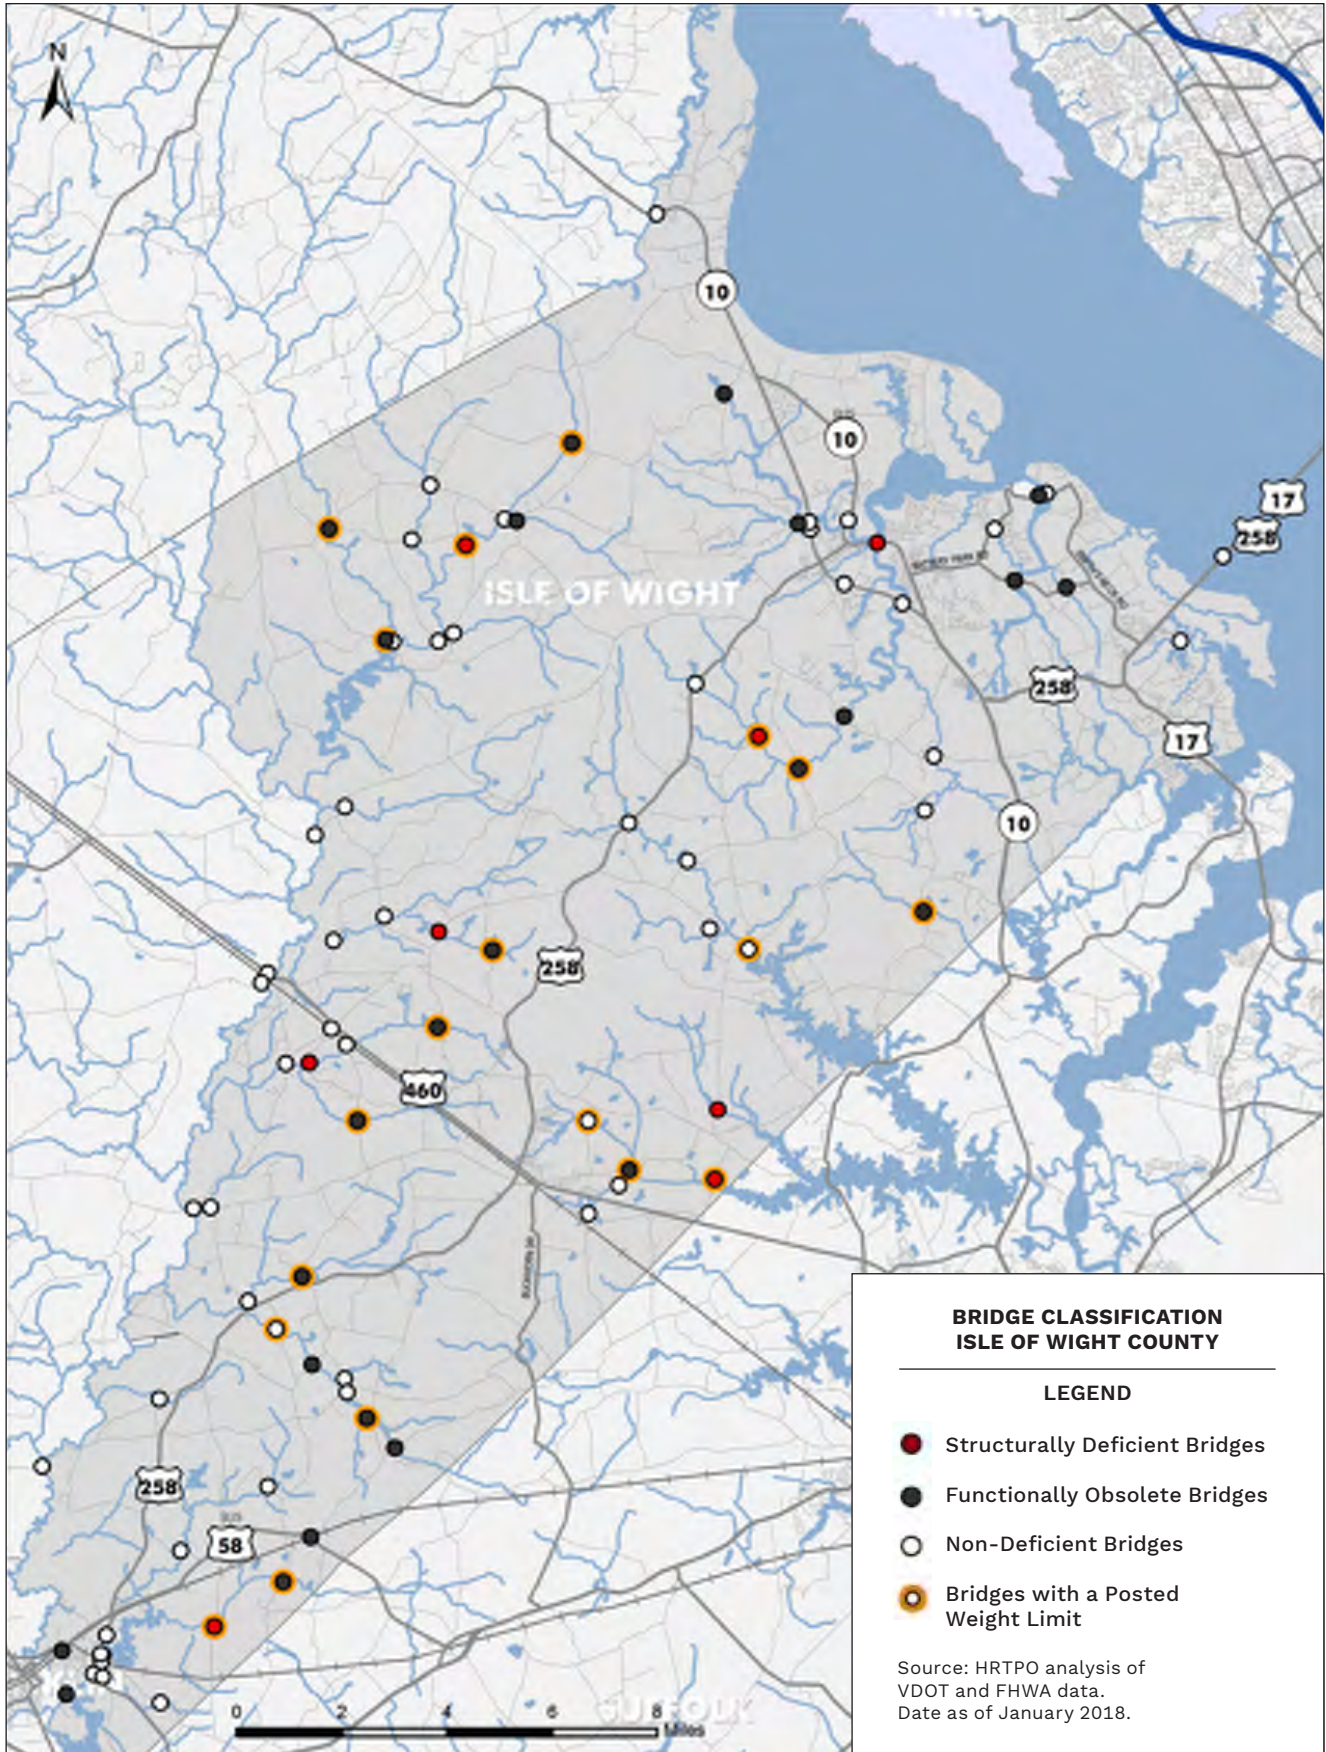 N
10
BUS
10
17
258
ISLE OF WIGHT
258
17
10
258
460
258
BUS
58
SUFFOLK
0 2 4 6 8
Miles
BRIDGE CLASSIFICATION
ISLE OF WIGHT COUNTY
LEGEND
Structurally Deficient Bridges
Functionally Obsolete Bridges
Non-Deficient Bridges
Bridges with a Posted
Weight Limit
Source: HRTPO analysis of
VDOT and FHWA data.
Date as of January 2018.